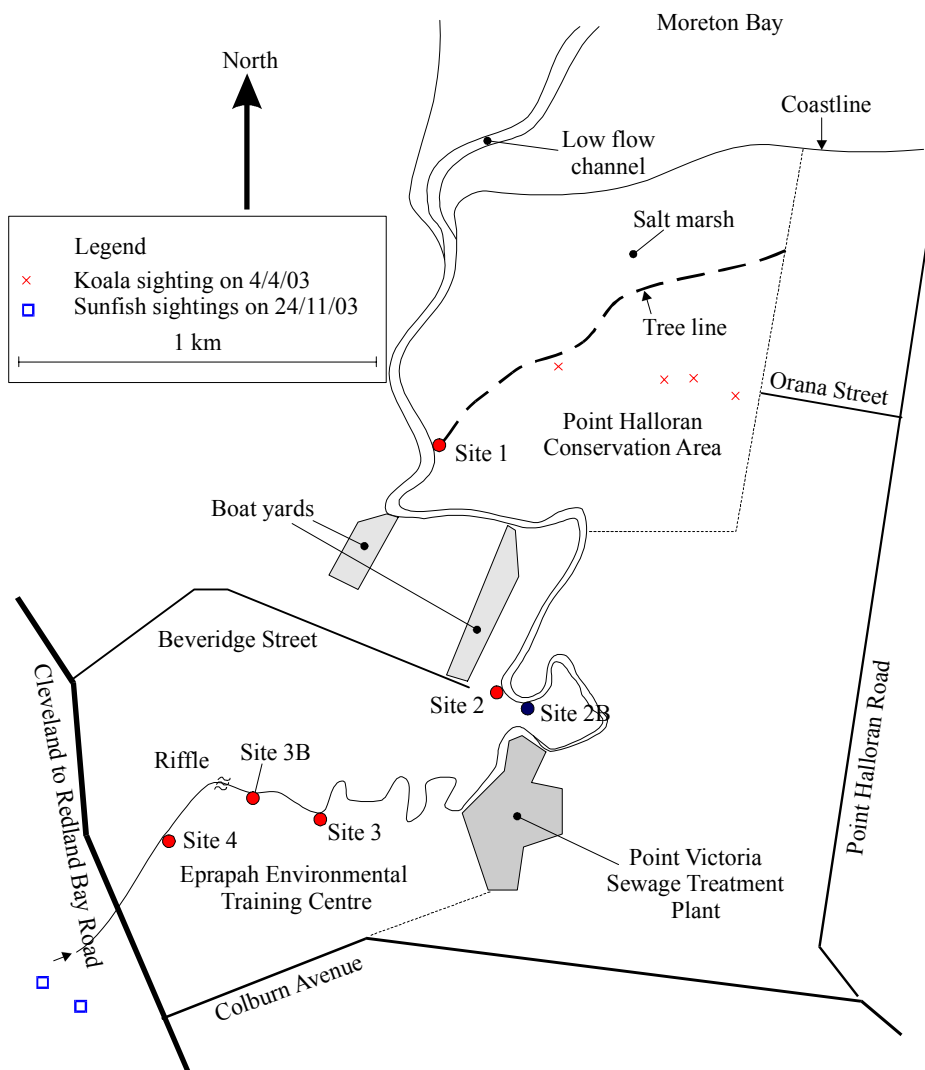 Moreton Bay
North
Coastline
Low flow
channel
Salt marsh
Legend
Koala sighting on 4/4/03
Sunfish sightings on 24/11/03
1 km
Tree line
Orana Street
Point Halloran
Conservation Area
Site 1
Boat yards
Beveridge Street
Cleveland to Redland Bay Road
Point Halloran Road
Site 2
Site 2B
Site 3B
Riffle
Site 3
Site 4
Eprapah Environmental
Training Centre
Point Victoria
Sewage Treatment
Plant
Colburn Avenue